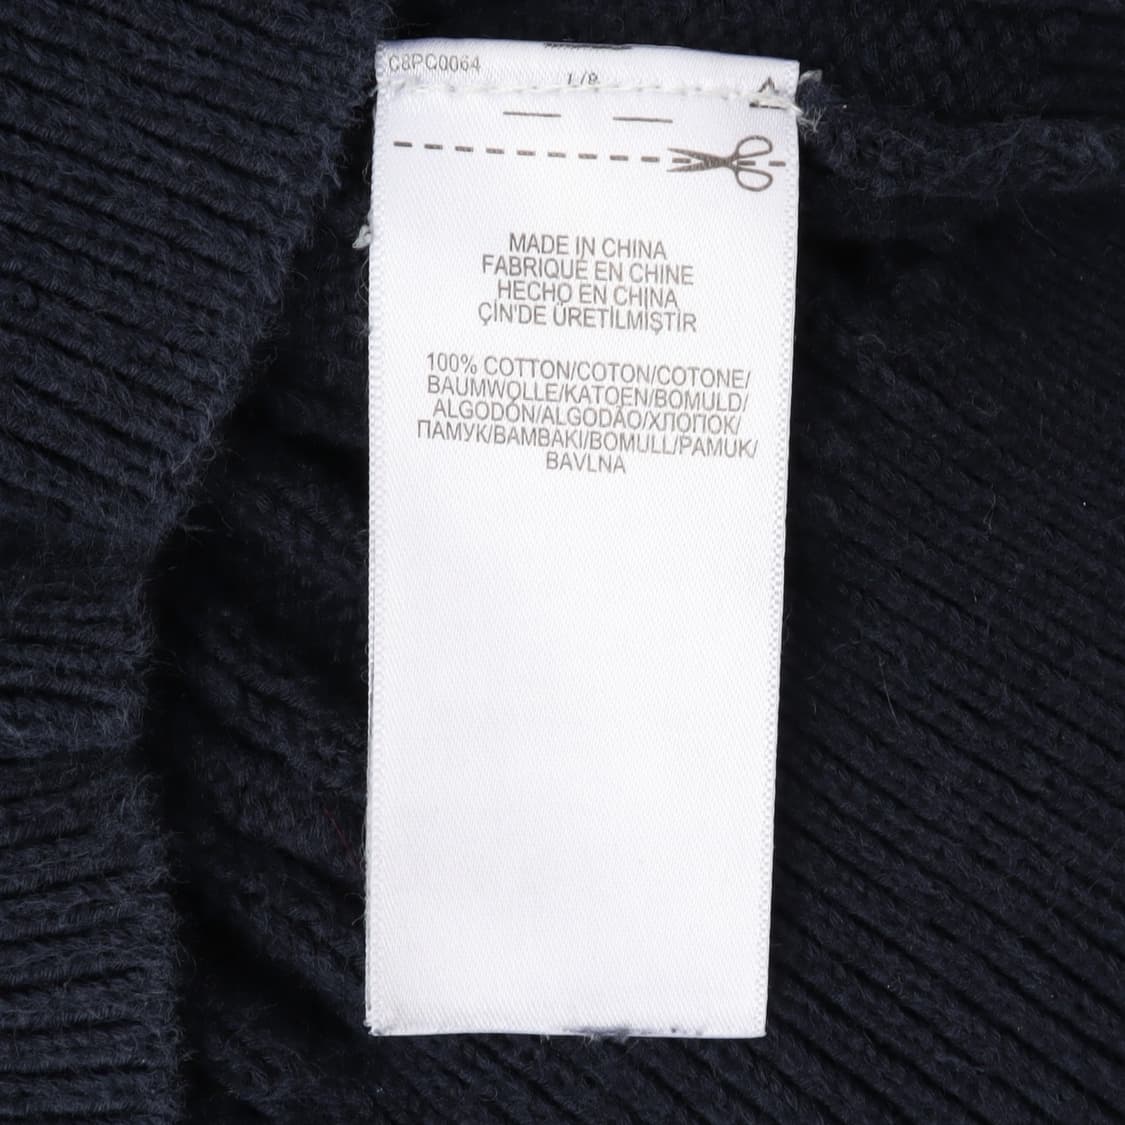 C8PC0064
1/8
MADE IN CHINA
FABRIQUÉ EN CHINE
HECHO EN CHINA
ÇİN'DE ÜRETİLMİŞTİR
100% COTTON/COTON/COTONE/
BAUMWOLLE/KATOEN/BOMULD/
ALGODÓN/ALGODÃO/ХЛОПОК/
ΠΑΜΥΚ/BAMBAKI/BOMULL/PAMUK/
BAVLNA